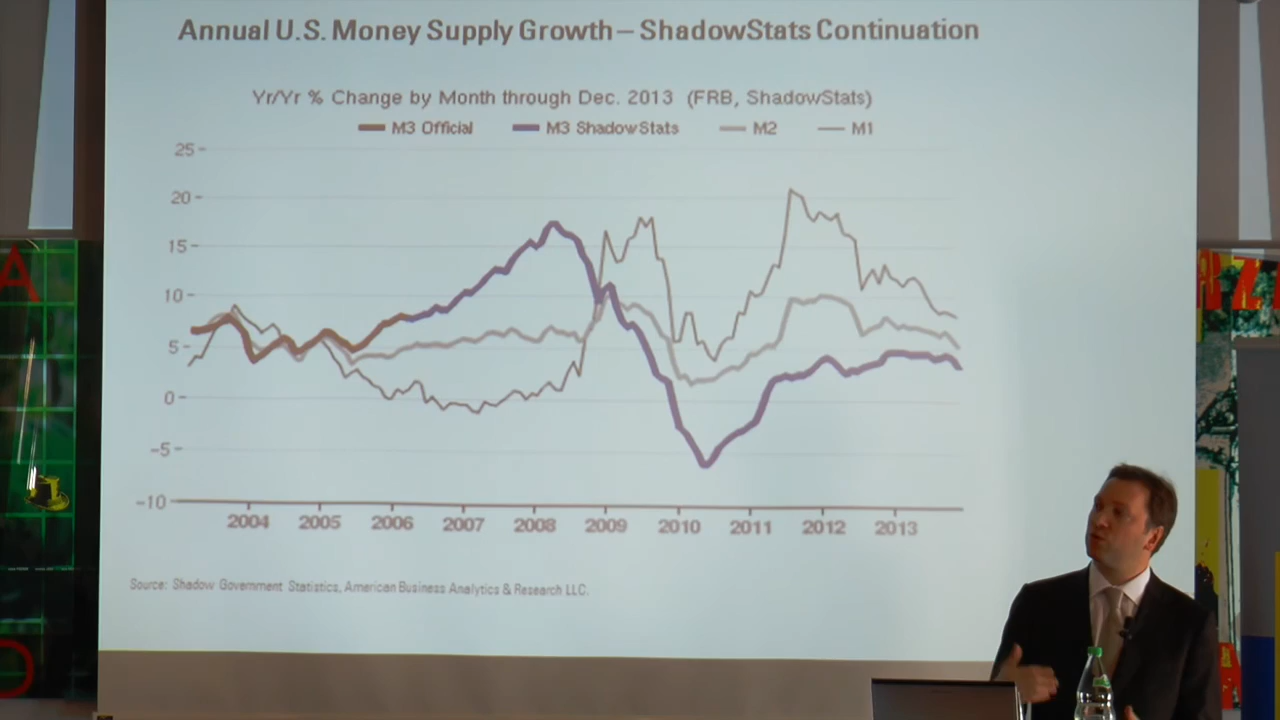 Annual U.S. Money Supply Growth – ShadowStats Continuation
Yr/Yr % Change by Month through Dec. 2013 (FRB, ShadowStats)
M3 Official M3 ShadowStats M2 M1
25
20
15
10
5
0
-5
-10
2004 2005 2006 2007 2008 2009 2010 2011 2012 2013
Source: Shadow Government Statistics, American Business Analytics & Research LLC.
A
Z